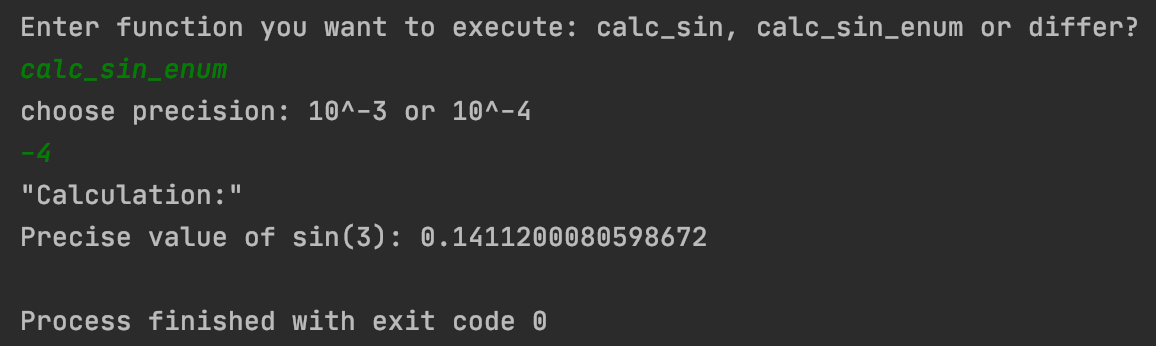 Enter function you want to execute: calc_sin, calc_sin_enum or differ?
calc_sin_enum
choose precision: 10^-3 or 10^-4
-4
"Calculation:"
Precise value of sin(3): 0.1411200080598672
Process finished with exit code 0